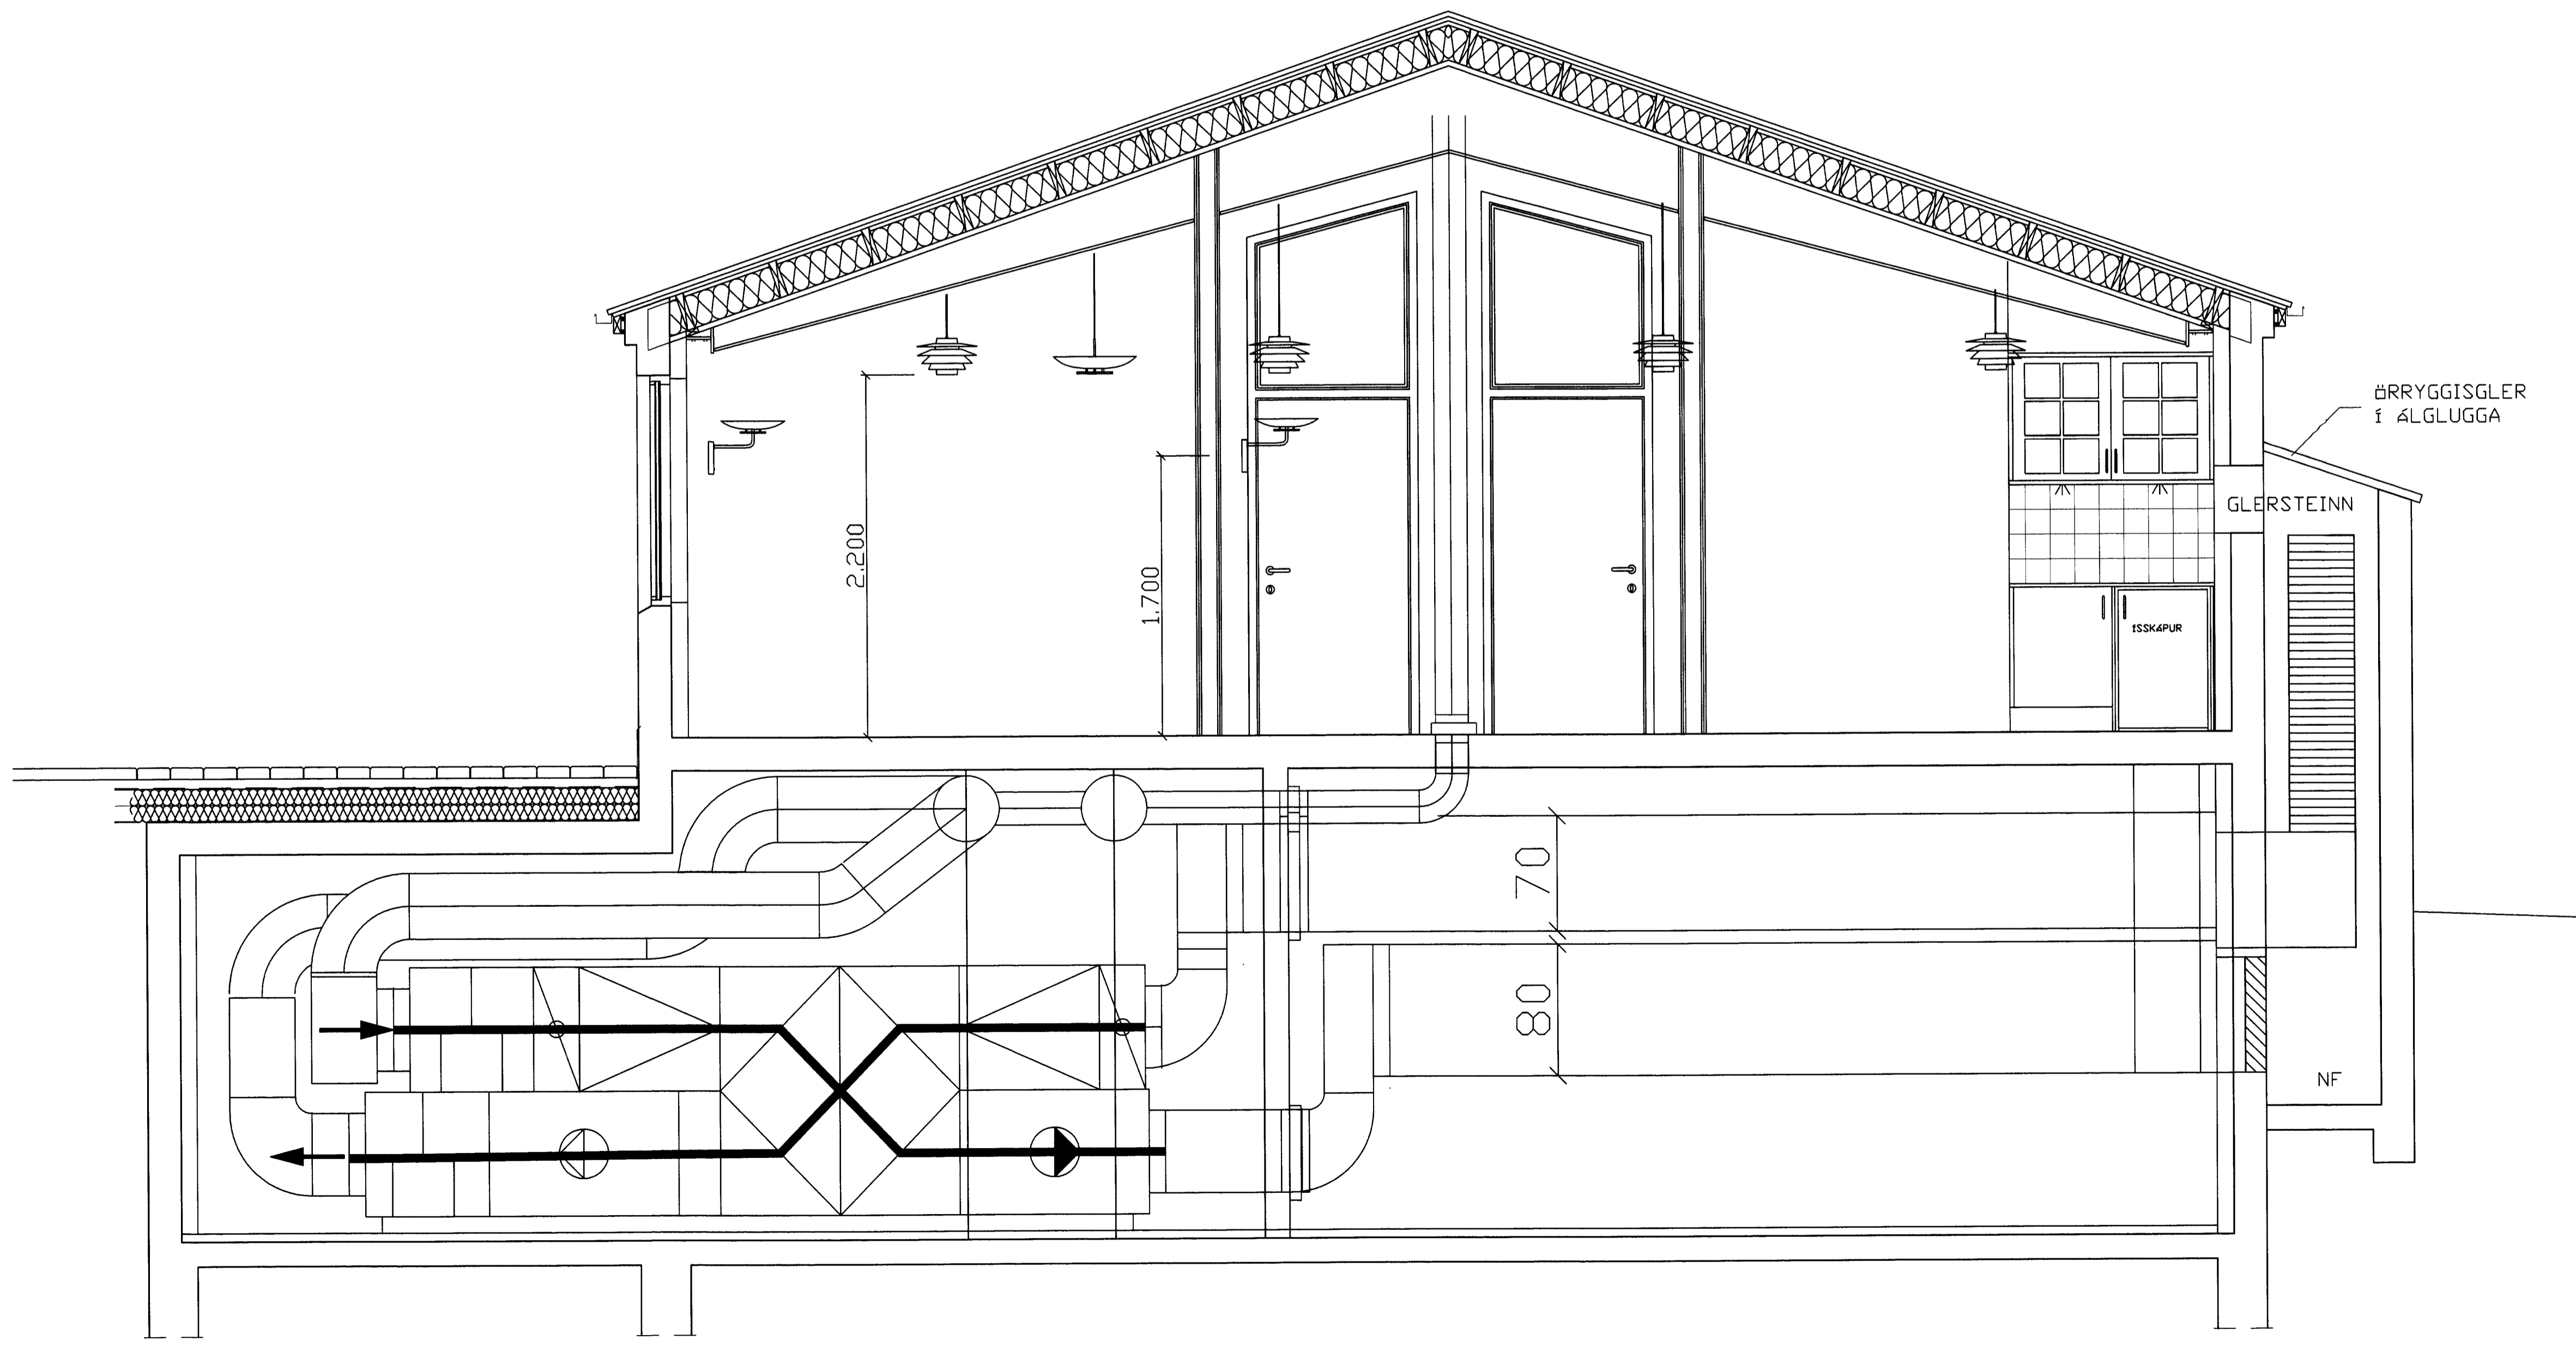 ÖRRYGGISGLER
Í ÁLGLUGGA
GLERSTEINN
2.200
1.700
ÍSSKÁPUR
70
80
NF